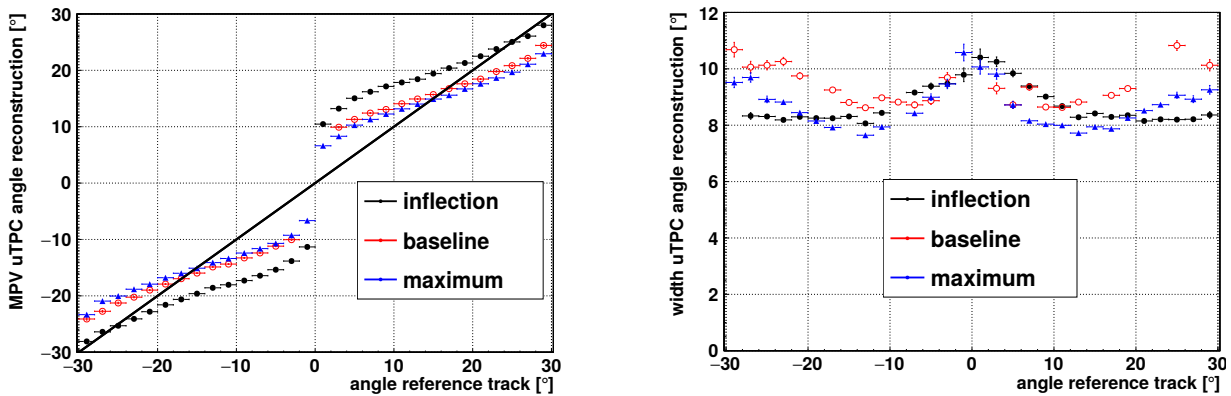 MPV uTPC angle reconstruction [°]
30
20
10
0
−10
−20
−30
−30 −20 −10 0 10 20 30
angle reference track [°]
inflection
baseline
maximum
width uTPC angle reconstruction [°]
12
10
8
6
4
2
0
−30 −20 −10 0 10 20 30
angle reference track [°]
inflection
baseline
maximum